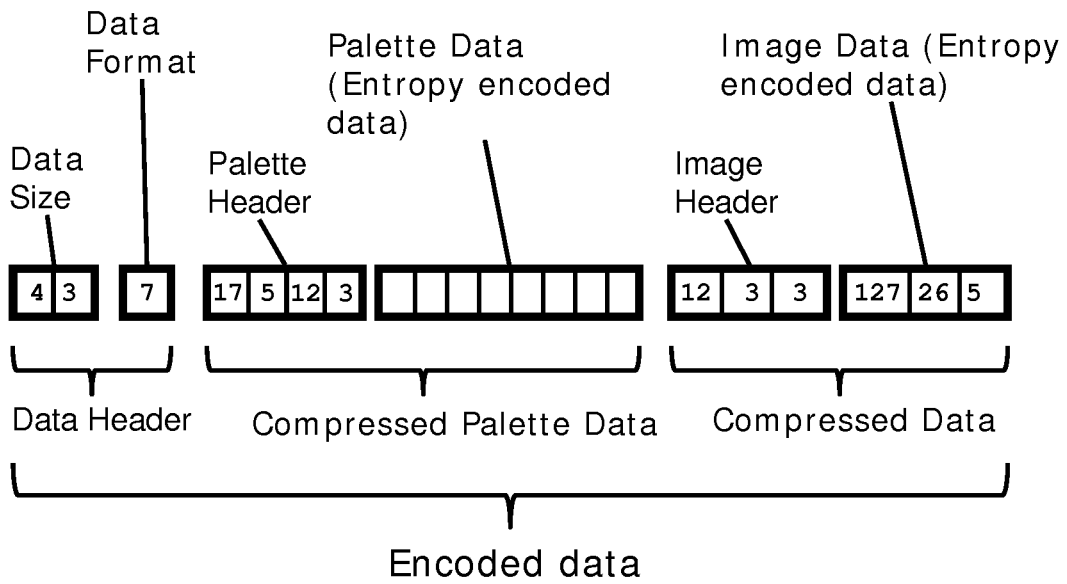 Data
Format
Palette Data
(Entropy encoded
data)
Image Data (Entropy
encoded data)
Data
Size
Palette
Header
Image
Header
4 3 7 17 5 12 3 12 3 3 127 26 5
Data Header
Compressed Palette Data
Compressed Data
Encoded data